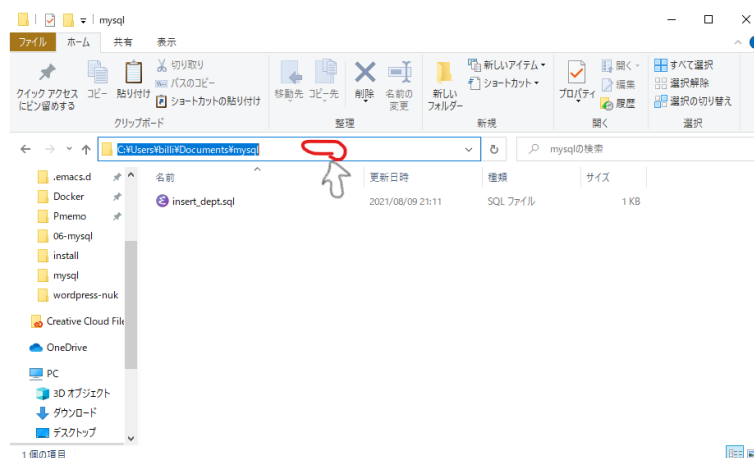 mysql
ファイル ホーム 共有 表示
クイック アクセスにピン留めする
コピー
貼り付け
切り取り
パスのコピー
ショートカットの貼り付け
クリップボード
移動先
コピー先
削除
名前の変更
整理
新しいフォルダー
新しいアイテム
ショートカット
新規
プロパティ
開く
編集
履歴
開く
すべて選択
選択解除
選択の切り替え
選択
C:¥Users¥billi¥Documents¥mysql
mysqlの検索
名前 更新日時 種類 サイズ
insert_dept.sql 2021/08/09 21:11 SQL ファイル 1 KB
.emacs.d
Docker
Pmemo
06-mysql
install
mysql
wordpress-nuk
Creative Cloud File
OneDrive
PC
3D オブジェクト
ダウンロード
デスクトップ
1 個の項目